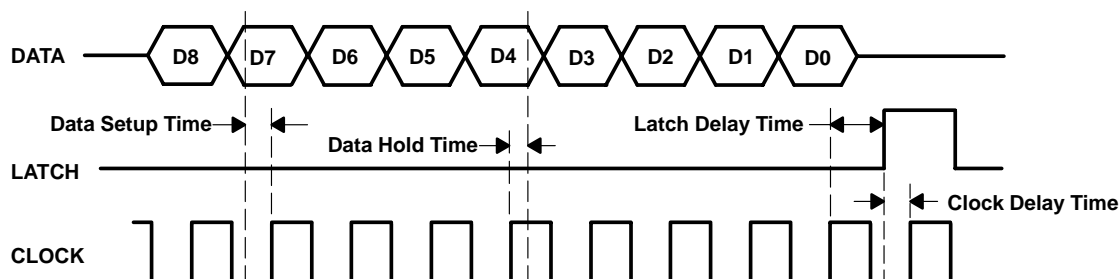 DATA
D8 D7 D6 D5 D4 D3 D2 D1 D0
Data Setup Time
Data Hold Time
Latch Delay Time
LATCH
Clock Delay Time
CLOCK